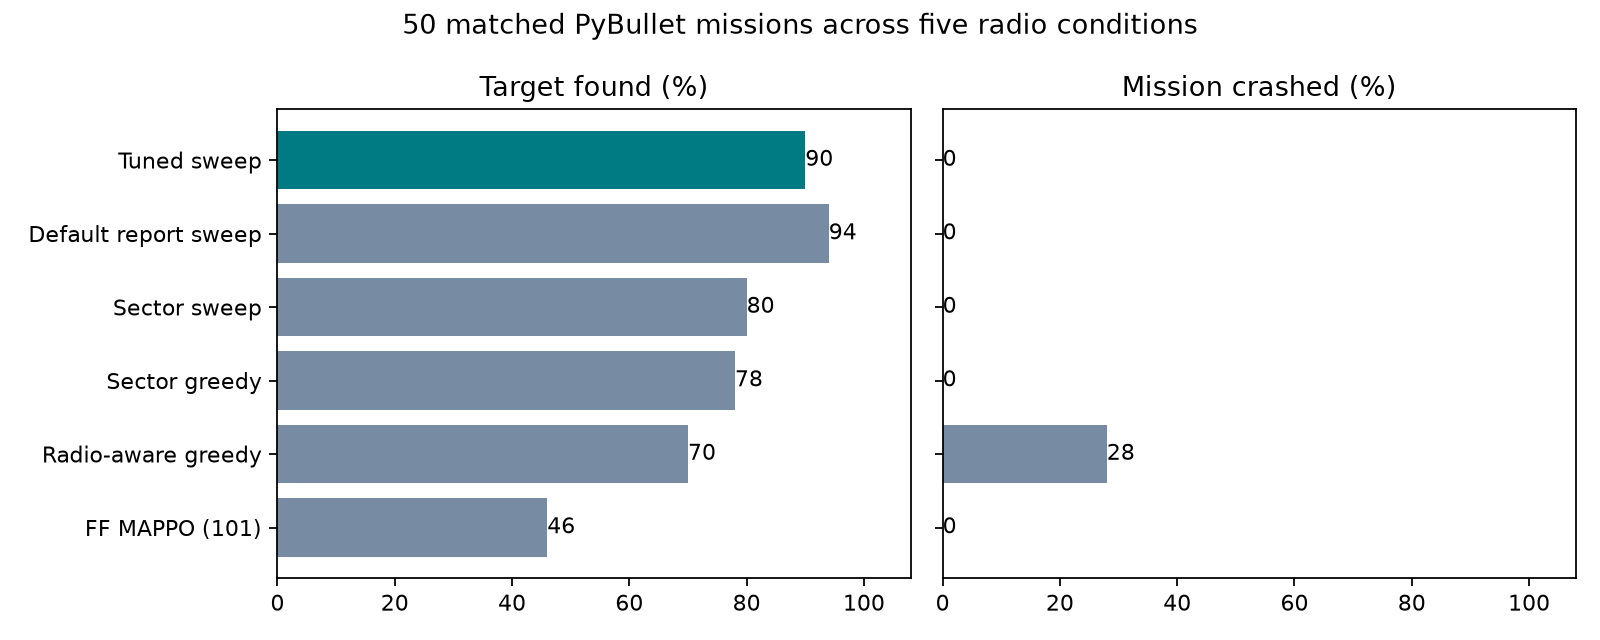 50 matched PyBullet missions across five radio conditions
Target found (%)
Mission crashed (%)
Tuned sweep 90 0
Default report sweep 94 0
Sector sweep 80 0
Sector greedy 78 0
Radio-aware greedy 70 28
FF MAPPO (101) 46 0
0 20 40 60 80 100
0 20 40 60 80 100